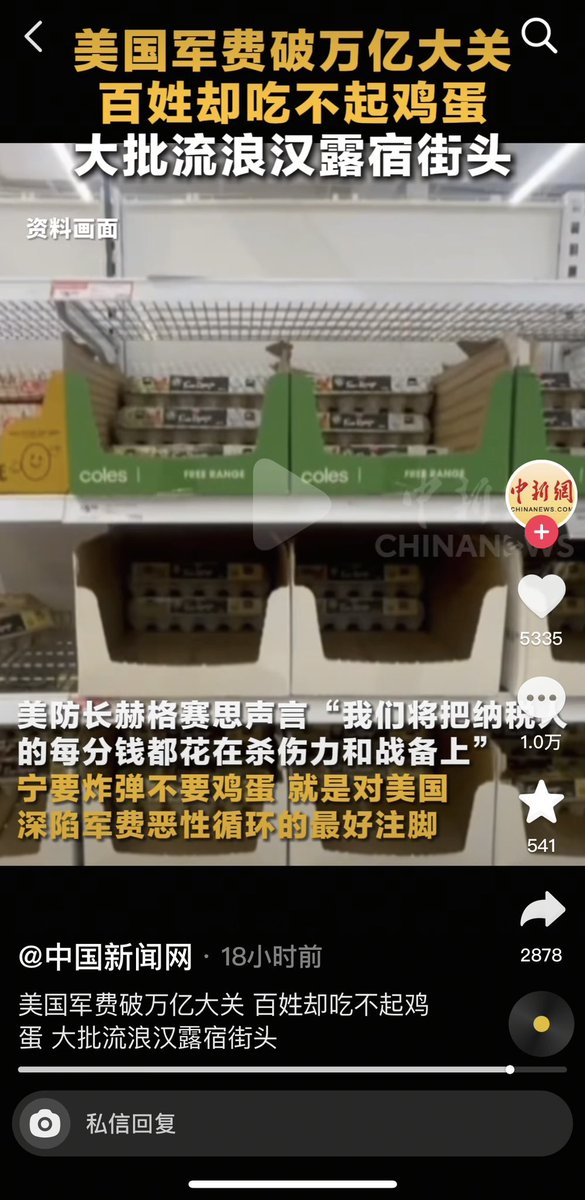 美国军费破万亿大关
百姓却吃不起鸡蛋
大批流浪汉露宿街头
资料画面
coles
FREE RANGE
coles
FREE RANGE
中新
CHINANEWS
中新網
CHINANEWS.COM
5335
1.0万
美防长赫格赛思声言“我们将把纳税人
的每分钱都花在杀伤力和战备上”
宁要炸弹不要鸡蛋 就是对美国
深陷军费恶性循环的最好注脚
541
2878
@中国新闻网 · 18小时前
美国军费破万亿大关 百姓却吃不起鸡
蛋 大批流浪汉露宿街头
私信回复